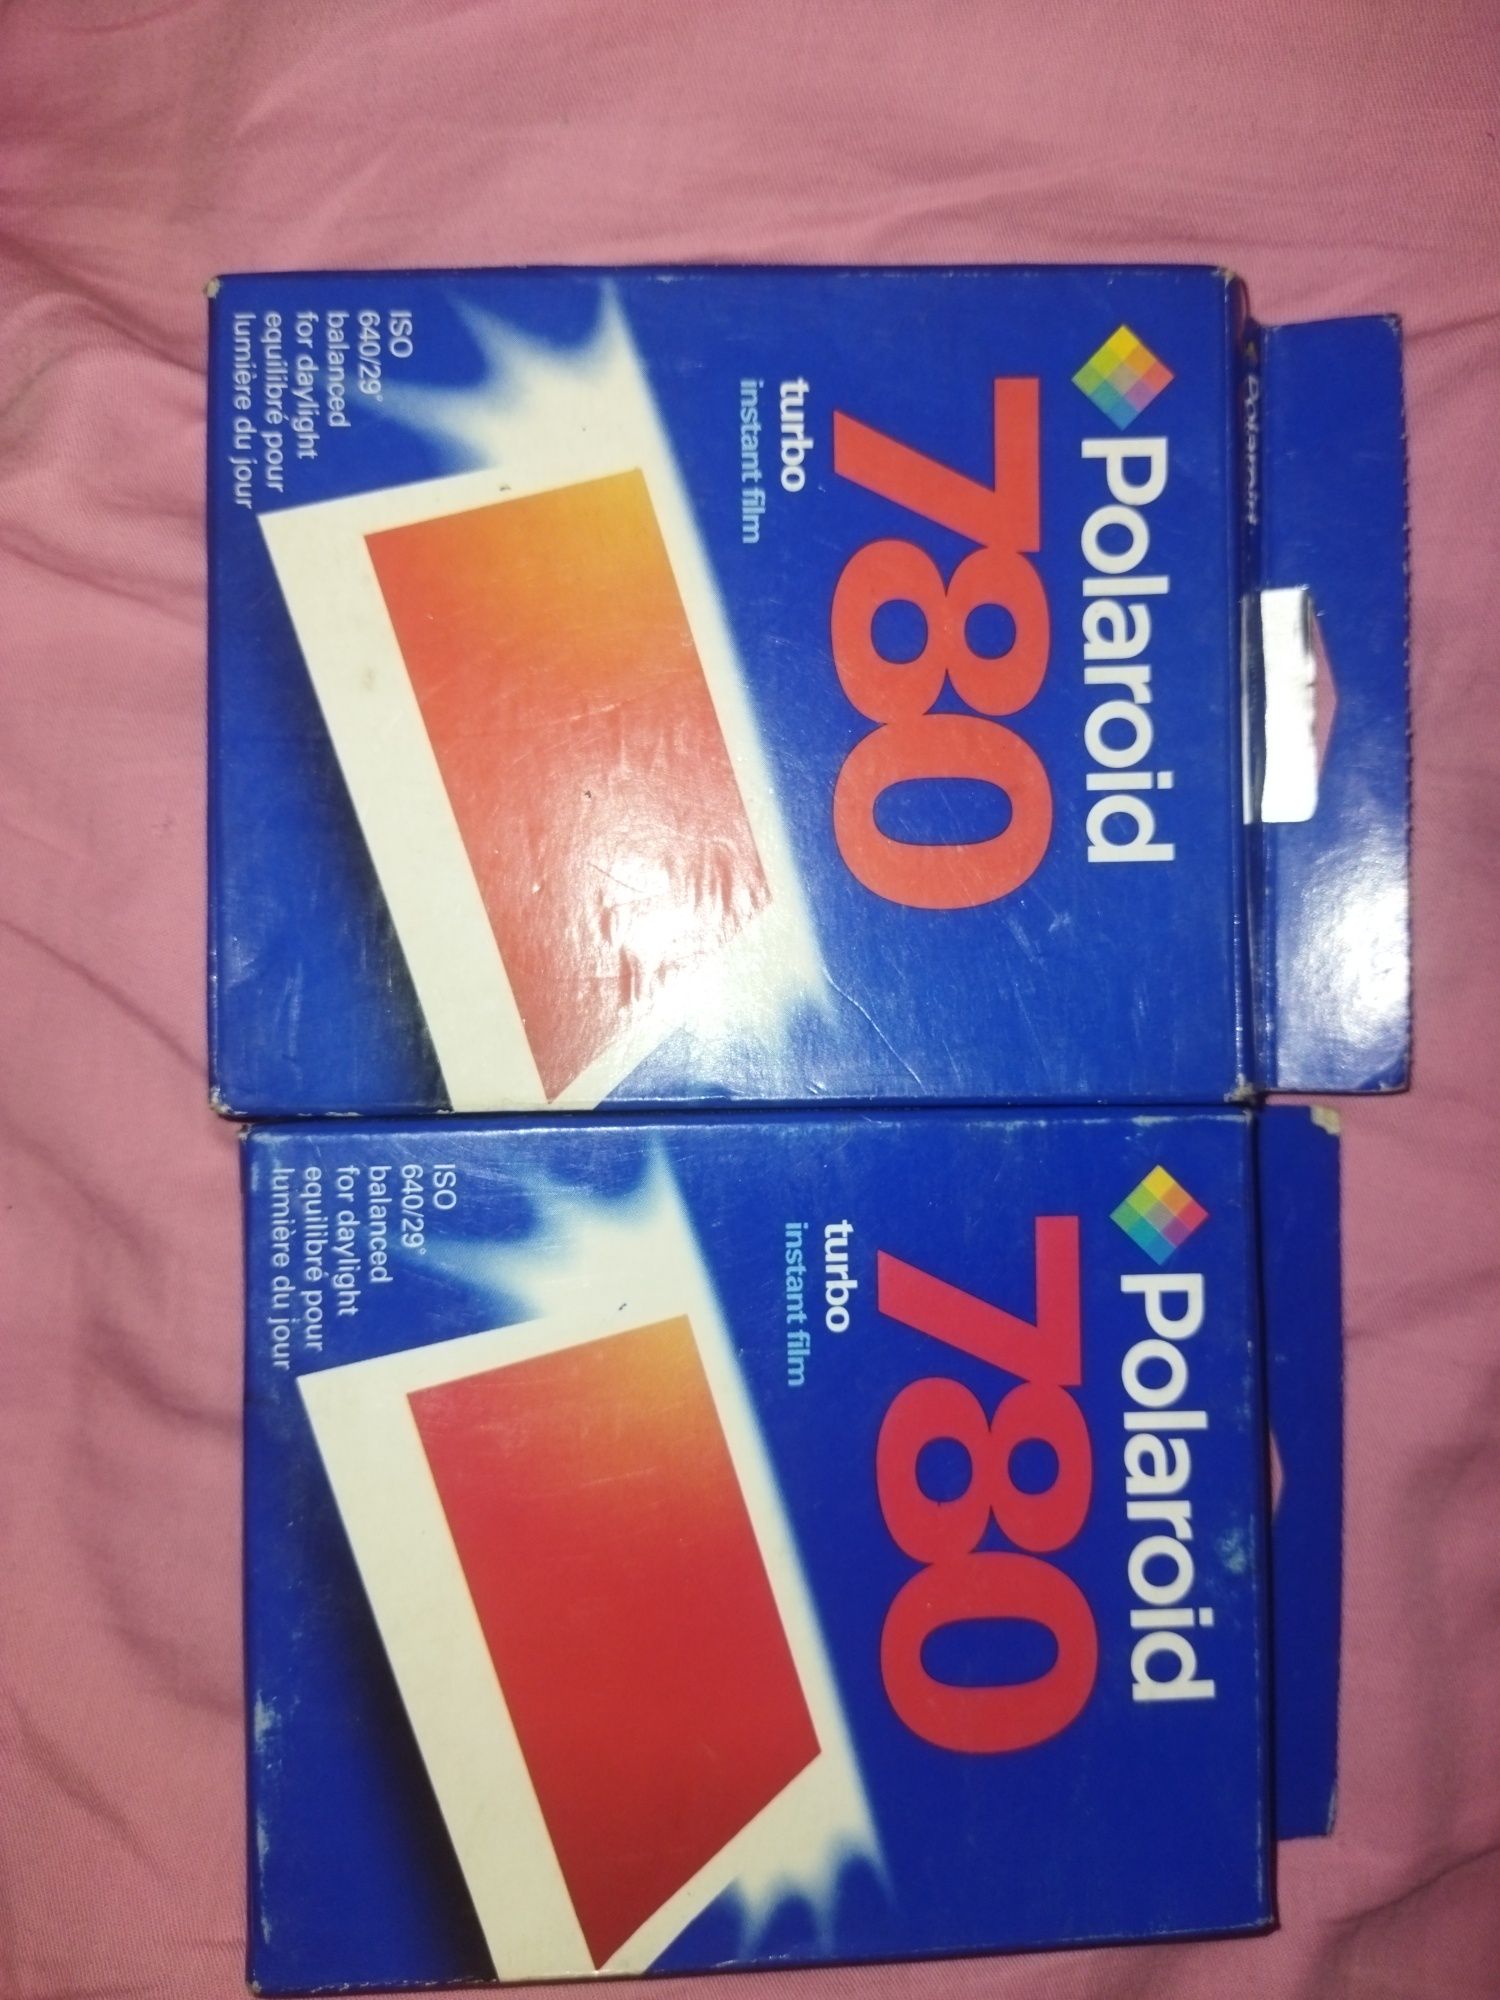 Polaroid
780
turbo
instant film
ISO
640/29°
balanced
for daylight
equilibré pour
lumière du jour
Polaroid
Polaroid
780
turbo
instant film
ISO
640/29°
balanced
for daylight
equilibré pour
lumière du jour